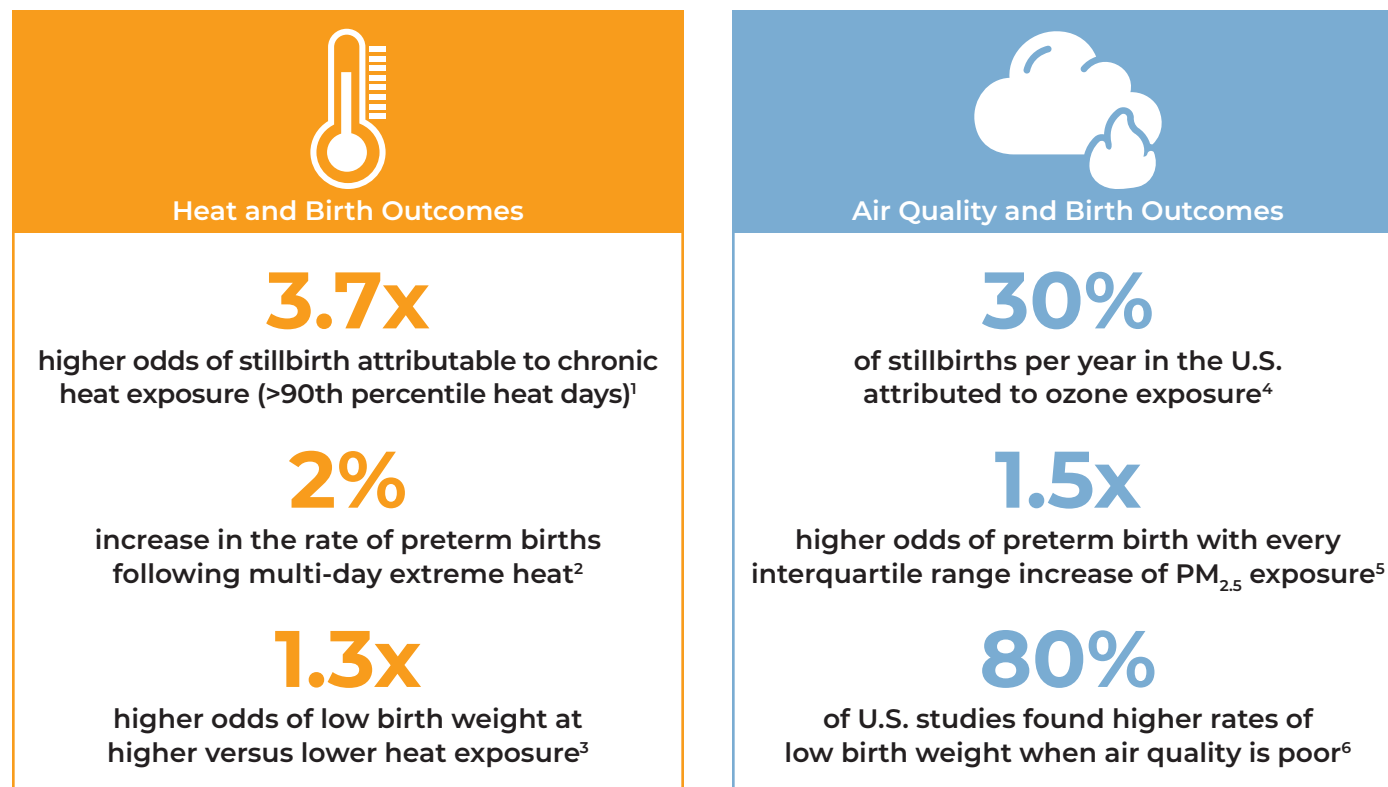 Heat and Birth Outcomes
3.7x
higher odds of stillbirth attributable to chronic
heat exposure (>90th percentile heat days)¹
2%
increase in the rate of preterm births
following multi-day extreme heat²
1.3x
higher odds of low birth weight at
higher versus lower heat exposure³
Air Quality and Birth Outcomes
30%
of stillbirths per year in the U.S.
attributed to ozone exposure⁴
1.5x
higher odds of preterm birth with every
interquartile range increase of PM₂.₅ exposure⁵
80%
of U.S. studies found higher rates of
low birth weight when air quality is poor⁶